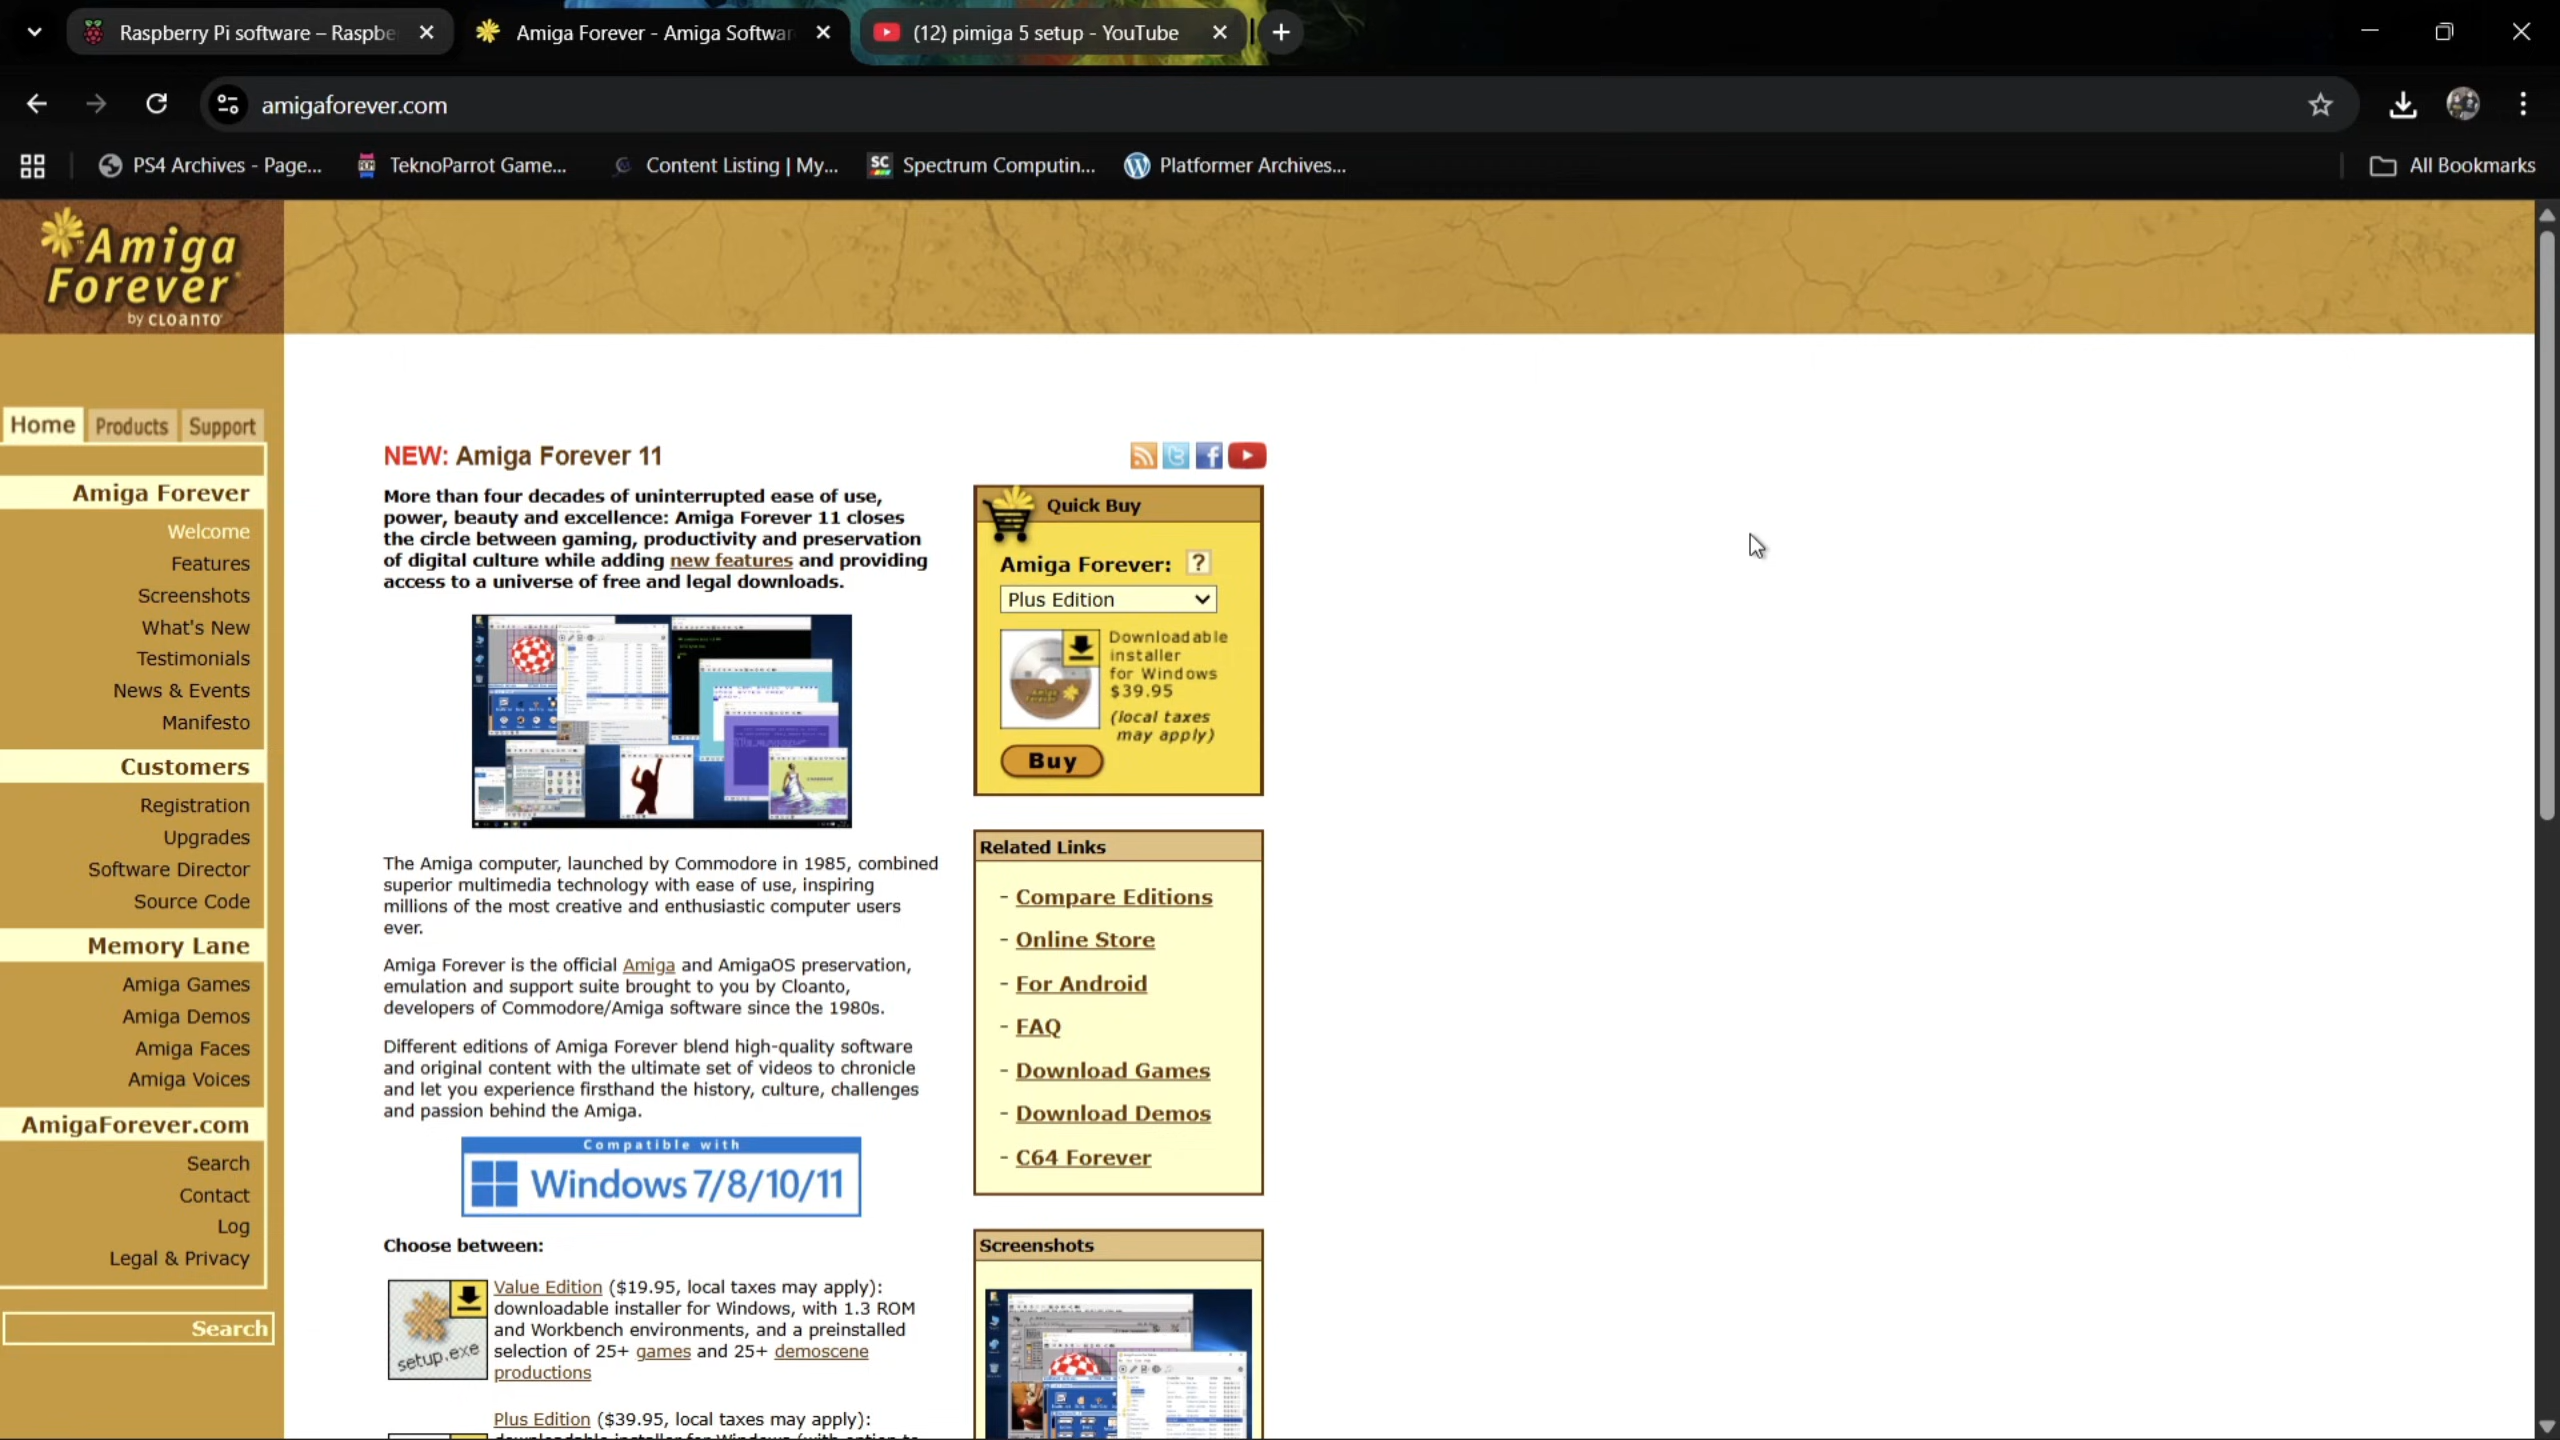 Raspberry Pi software – Raspbe
Amiga Forever - Amiga Softwar
(12) pimiga 5 setup - YouTube
amigaforever.com
PS4 Archives - Page...
TeknoParrot Game...
Content Listing | My...
SC
Spectrum Computin...
Platformer Archives...
All Bookmarks
Amiga
Forever
by CLOANTO
Home
Products
Support
Amiga Forever
Welcome
Features
Screenshots
What's New
Testimonials
News & Events
Manifesto
Customers
Registration
Upgrades
Software Director
Source Code
Memory Lane
Amiga Games
Amiga Demos
Amiga Faces
Amiga Voices
AmigaForever.com
Search
Contact
Log
Legal & Privacy
Search
NEW: Amiga Forever 11
More than four decades of uninterrupted ease of use,
power, beauty and excellence: Amiga Forever 11 closes
the circle between gaming, productivity and preservation
of digital culture while adding new features and providing
access to a universe of free and legal downloads.
The Amiga computer, launched by Commodore in 1985, combined
superior multimedia technology with ease of use, inspiring
millions of the most creative and enthusiastic computer users
ever.
Amiga Forever is the official Amiga and AmigaOS preservation,
emulation and support suite brought to you by Cloanto,
developers of Commodore/Amiga software since the 1980s.
Different editions of Amiga Forever blend high-quality software
and original content with the ultimate set of videos to chronicle
and let you experience firsthand the history, culture, challenges
and passion behind the Amiga.
Compatible with
Windows 7/8/10/11
Choose between:
setup.exe
Value Edition ($19.95, local taxes may apply):
downloadable installer for Windows, with 1.3 ROM
and Workbench environments, and a preinstalled
selection of 25+ games and 25+ demoscene
productions
Plus Edition ($39.95, local taxes may apply):
Quick Buy
Amiga Forever: ?
Plus Edition
Downloadable
installer
for Windows
$39.95
(local taxes
may apply)
Buy
Related Links
- Compare Editions
- Online Store
- For Android
- FAQ
- Download Games
- Download Demos
- C64 Forever
Screenshots